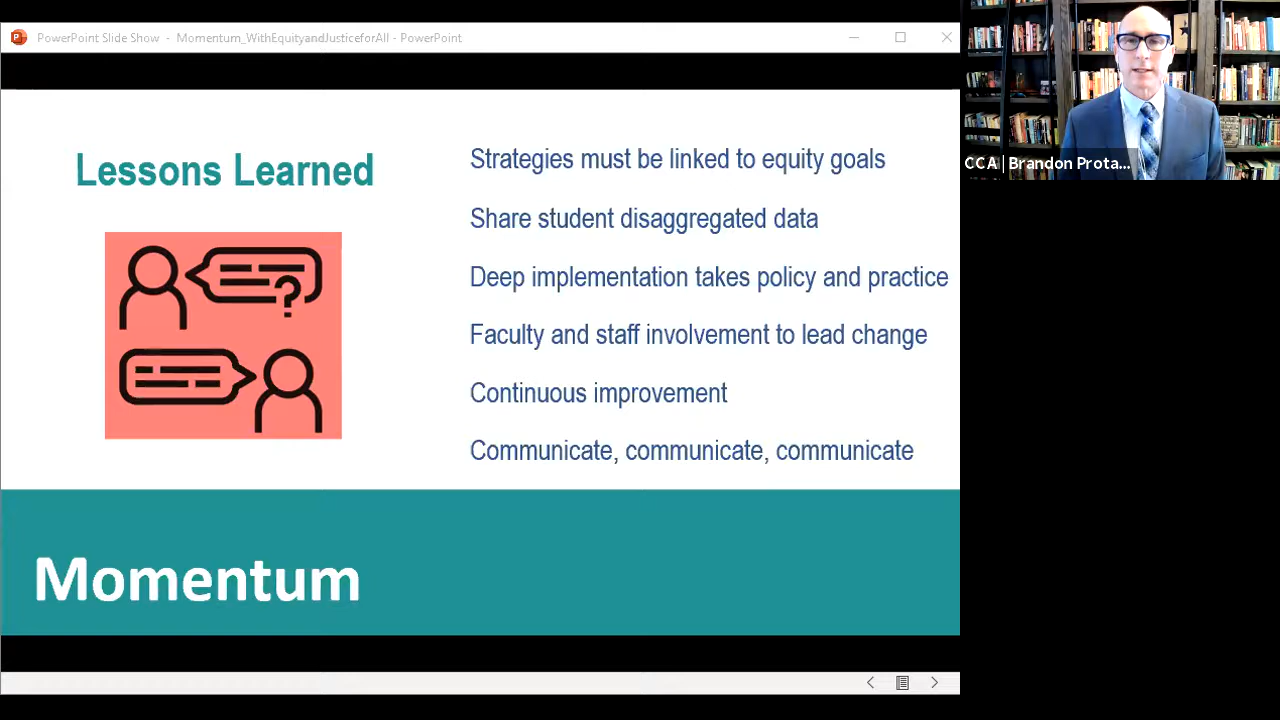 PowerPoint Slide Show - Momentum_WithEquityandJusticeforAll - PowerPoint
Lessons Learned
Strategies must be linked to equity goals
Share student disaggregated data
Deep implementation takes policy and practice
Faculty and staff involvement to lead change
Continuous improvement
Communicate, communicate, communicate
?
Momentum
CCA | Brandon Prota...